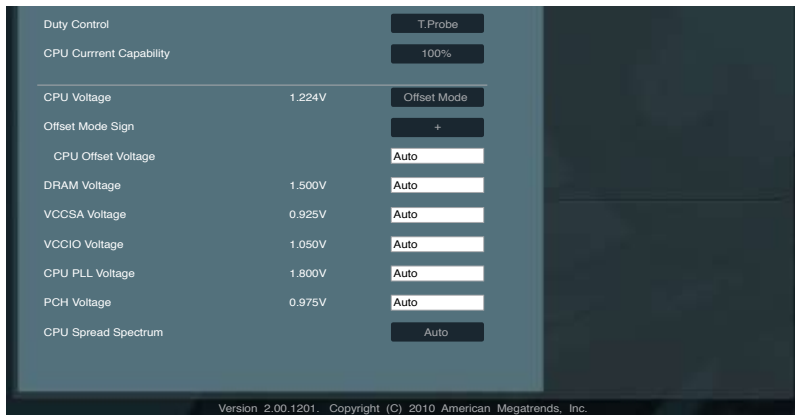 Duty Control T.Probe
CPU Currrent Capability 100%
CPU Voltage 1.224V Offset Mode
Offset Mode Sign +
CPU Offset Voltage Auto
DRAM Voltage 1.500V Auto
VCCSA Voltage 0.925V Auto
VCCIO Voltage 1.050V Auto
CPU PLL Voltage 1.800V Auto
PCH Voltage 0.975V Auto
CPU Spread Spectrum Auto
Version 2.00.1201. Copyright (C) 2010 American Megatrends, Inc.